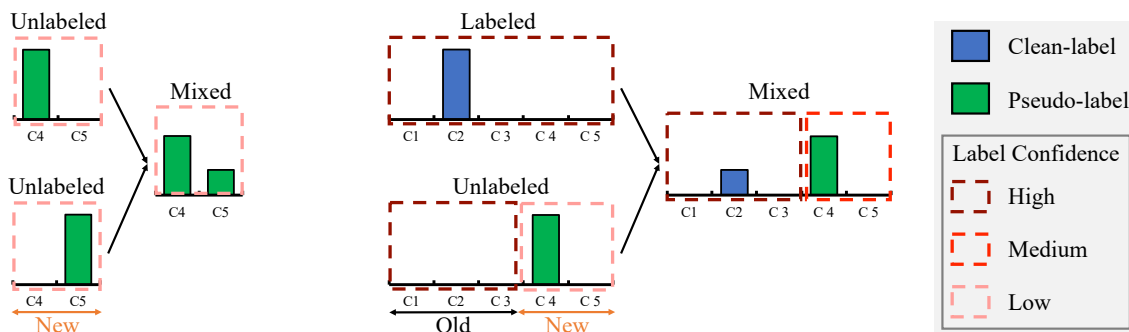 Unlabeled
C4 C5
Unlabeled
C4 C5
New
Mixed
C4 C5
Labeled
C1 C2 C 3 C 4 C 5
Unlabeled
C1 C2 C 3 C 4 C 5
Old New
Mixed
C1 C2 C 3 C 4 C 5
Clean-label
Pseudo-label
Label Confidence
High
Medium
Low